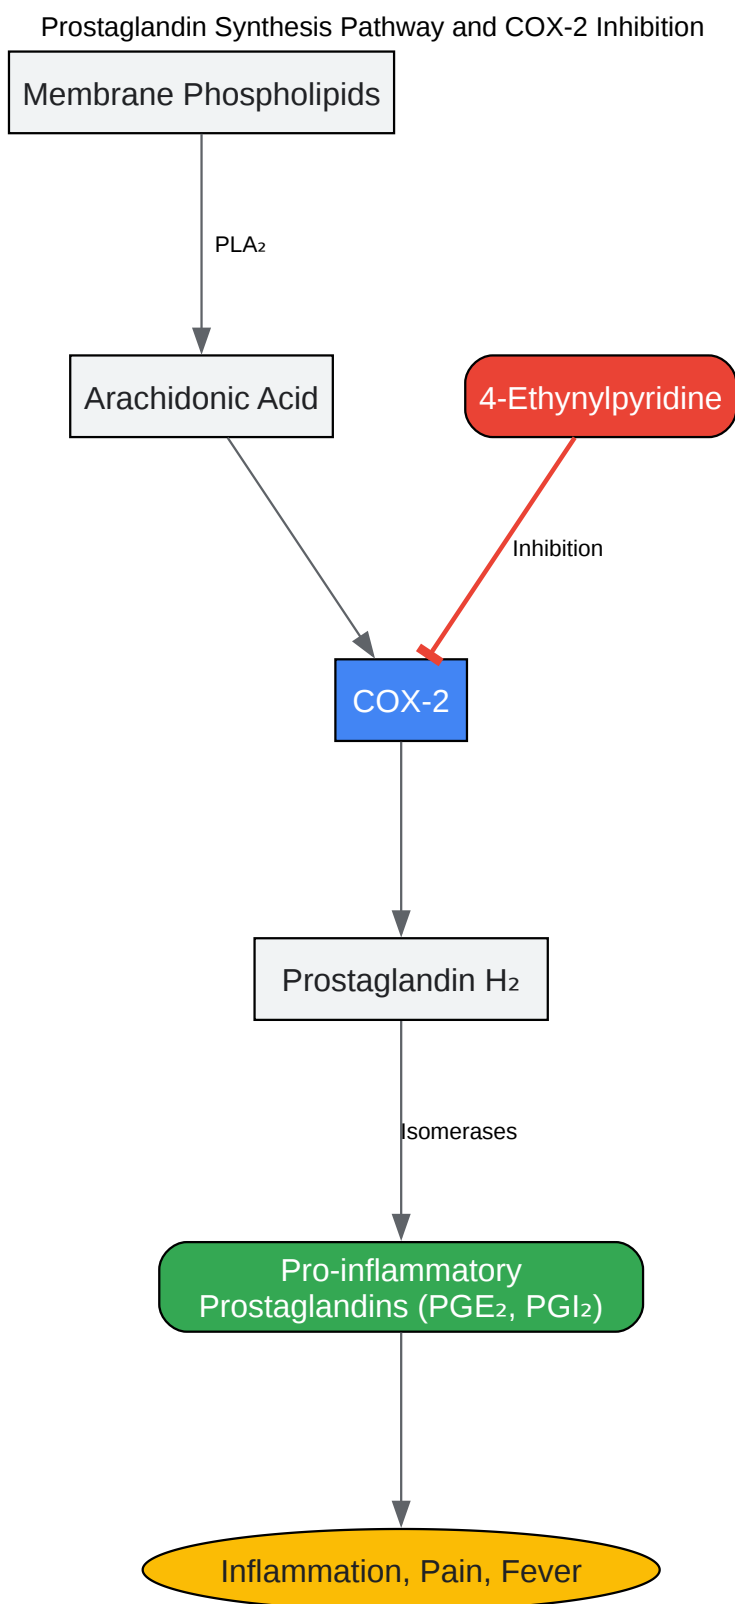 Prostaglandin Synthesis Pathway and COX-2 Inhibition
Membrane Phospholipids
PLA₂
Arachidonic Acid
4-Ethynylpyridine
Inhibition
COX-2
Prostaglandin H₂
Isomerases
Pro-inflammatory
Prostaglandins (PGE₂, PGI₂)
Inflammation, Pain, Fever